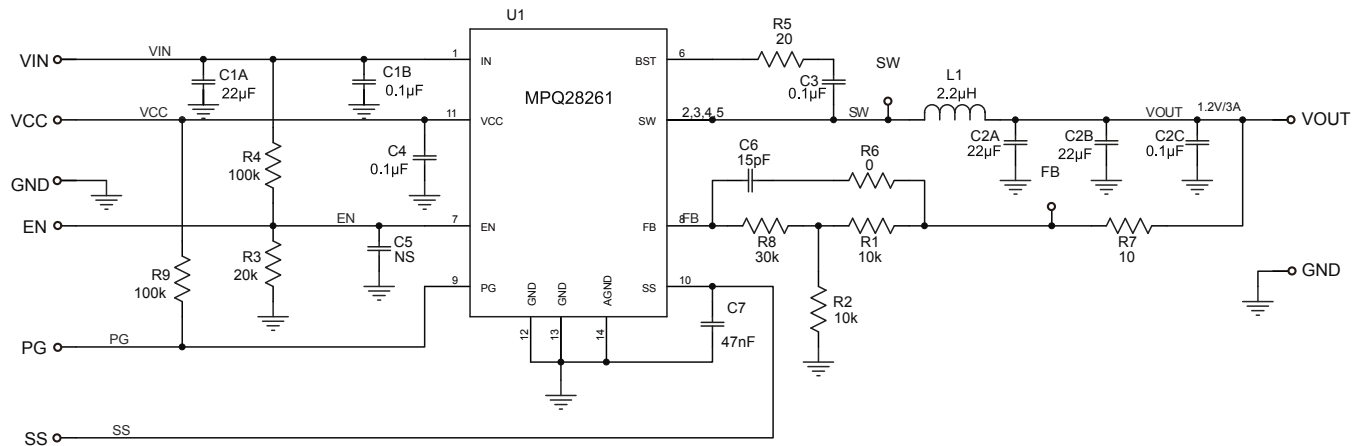 U1
MPQ28261
VIN
VIN
C1A
22µF
C1B
0.1µF
1
IN
BST
6
R5
20
C3
0.1µF
SW
L1
2.2µH
VCC
VCC
C4
0.1µF
11
VCC
SW
2,3,4,5
SW
VOUT
1.2V/3A
VOUT
C2A
22µF
C2B
22µF
C2C
0.1µF
R4
100k
GND
C6
15pF
R6
0
FB
EN
EN
C5
NS
7
EN
FB
8
FB
R8
30k
R1
10k
R7
10
R3
20k
R9
100k
9
PG
GND
GND
AGND
SS
10
GND
R2
10k
C7
47nF
12
13
14
PG
PG
SS
SS